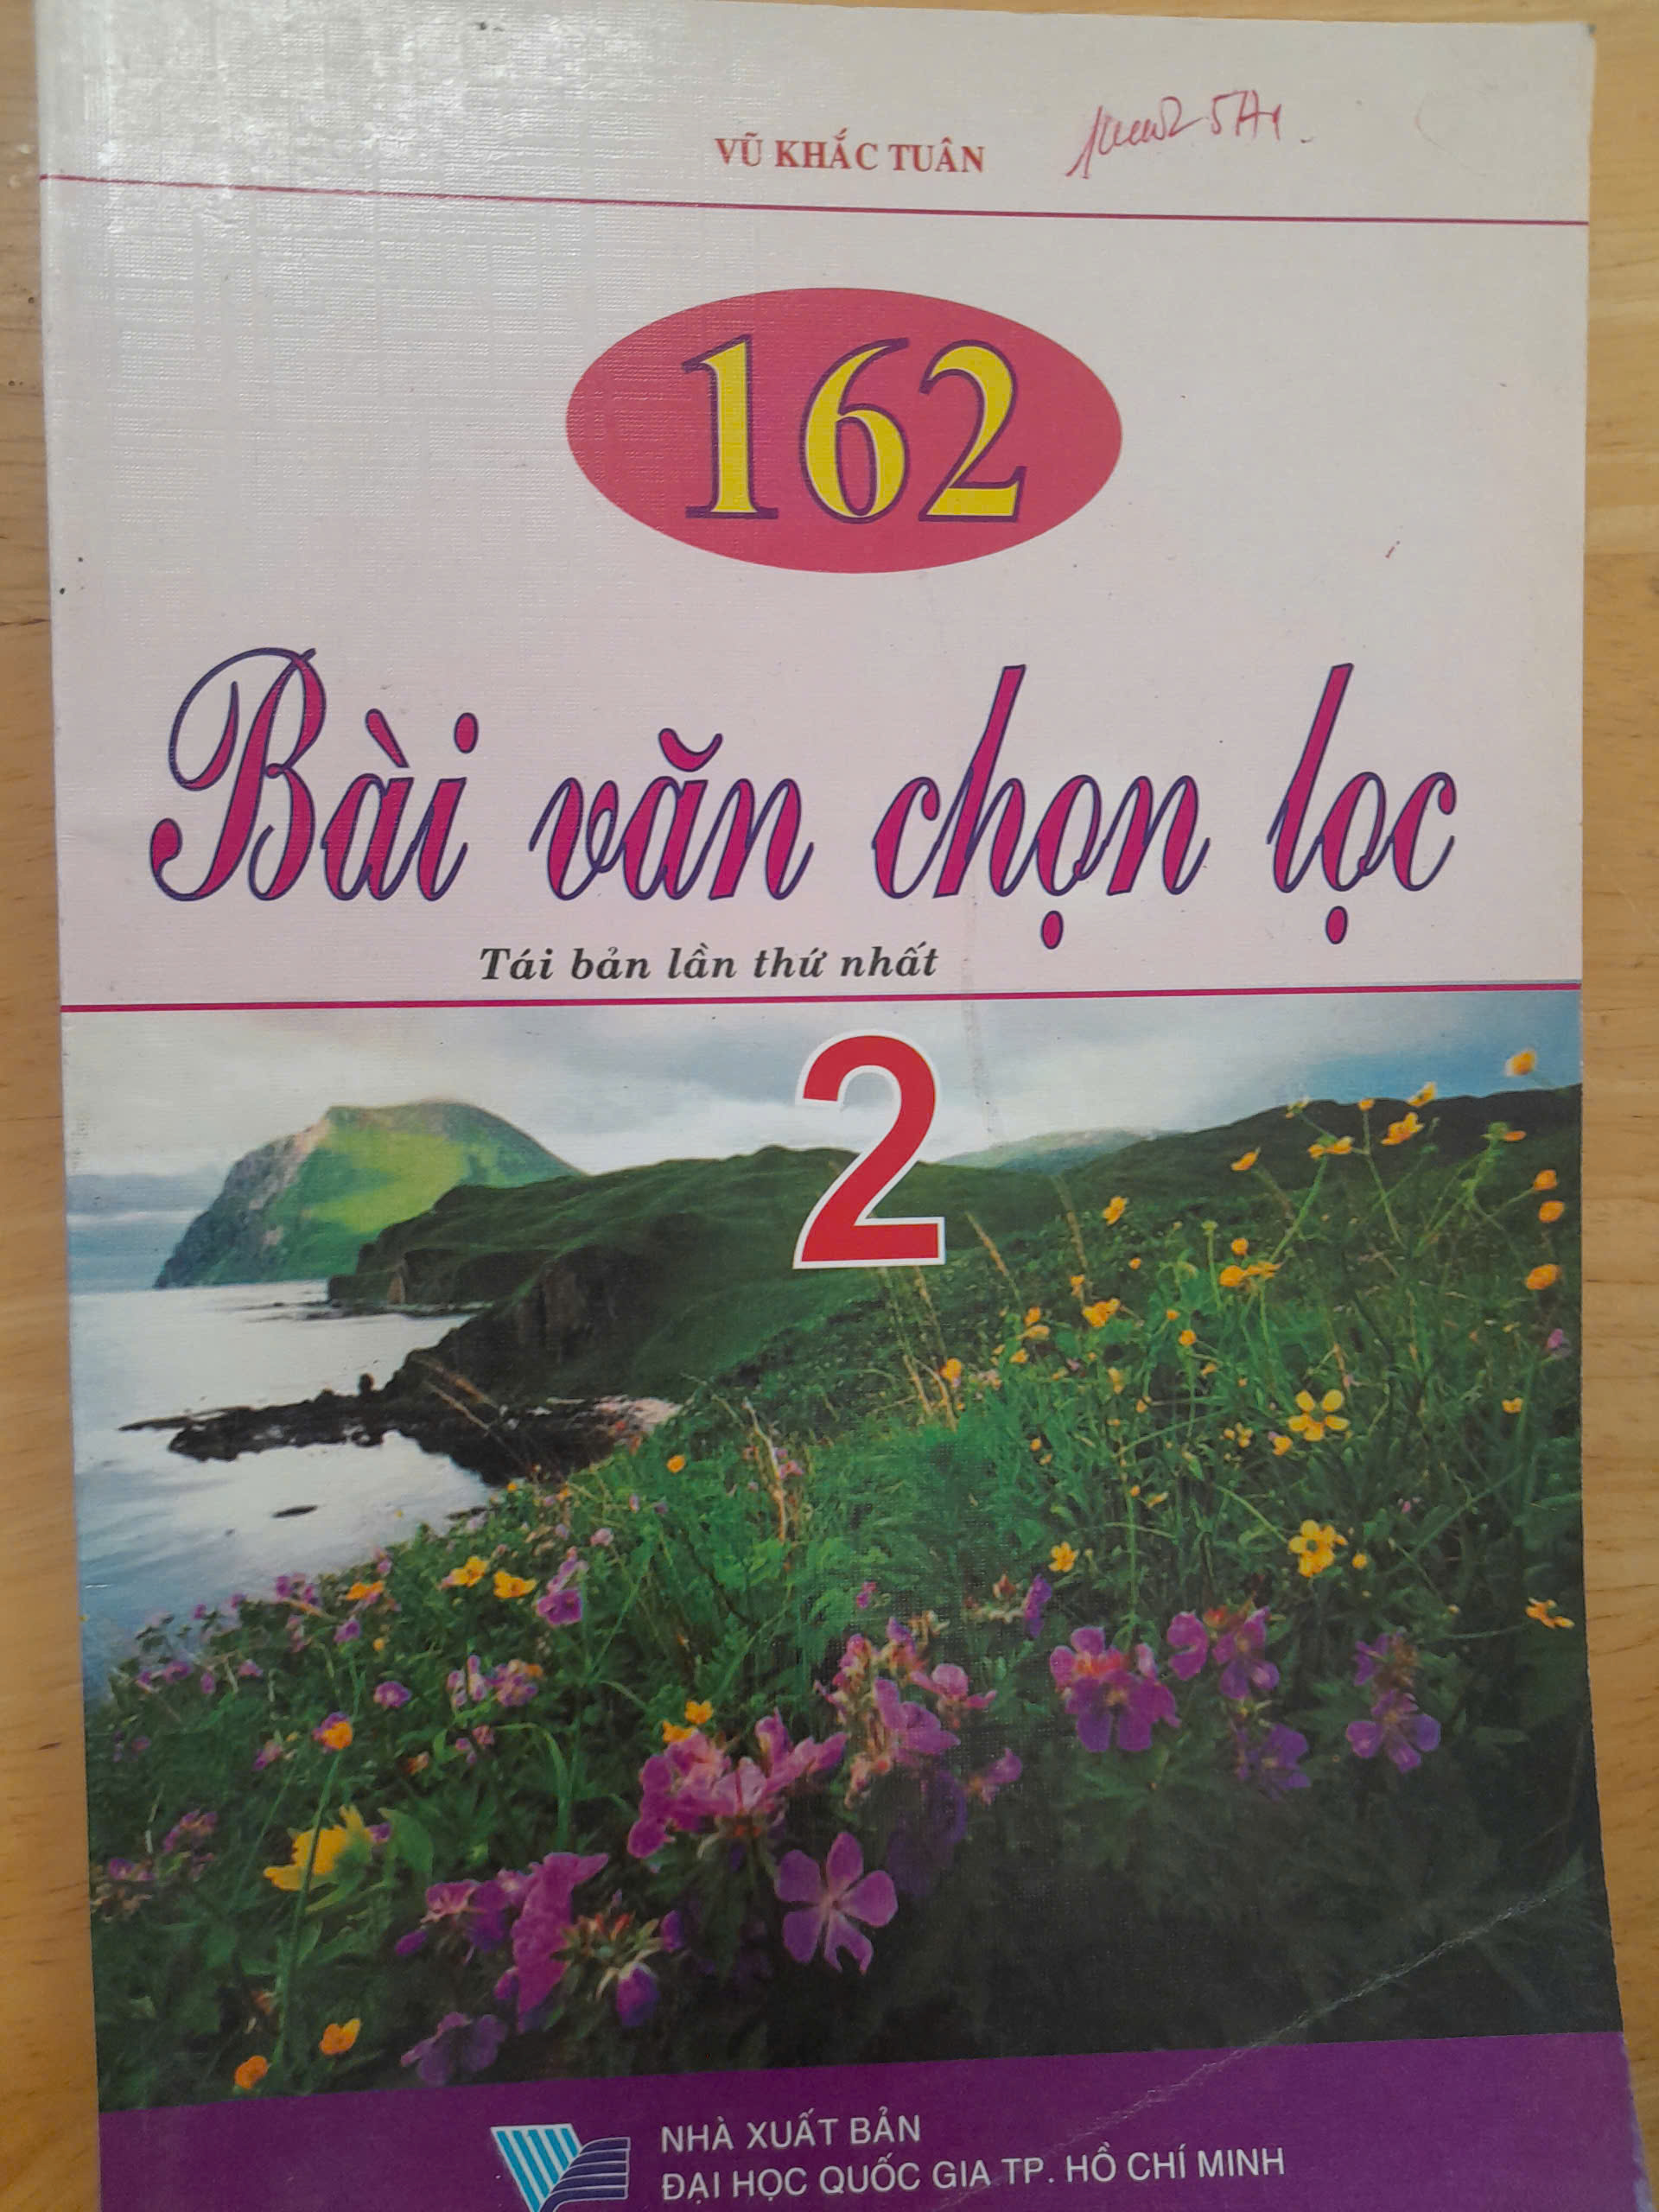 VŨ KHẮC TUÂN
5A1.
162
Bài văn chọn lọc
Tái bản lần thứ nhất
2
NHÀ XUẤT BẢN
ĐẠI HỌC QUỐC GIA TP. HỒ CHÍ MINH